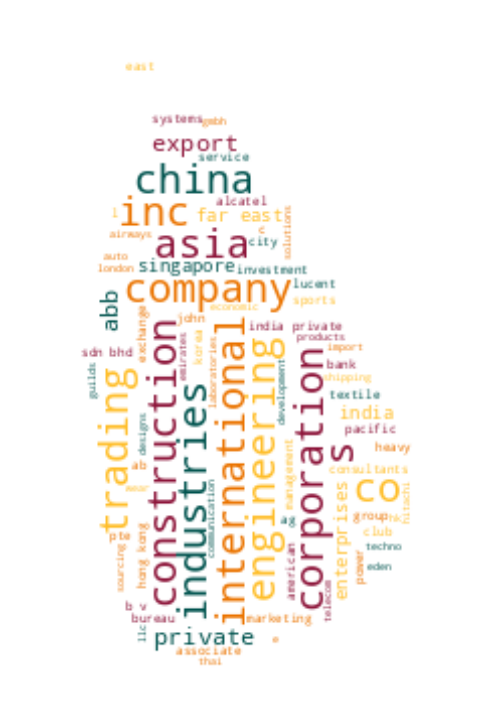 east
systems gmbh
export
service
china
alcatel
inc
i
far east
solutions
airways
c
asia
city
auto
london
singapore
investment
company
lucent
abb
economic
sports
exchange
john
india
private
products
sdn bhd
emirates
korea
import
guilds
laboratories
bank
trading
construction
industries
international
engineering
corporation
development
shipping
textile
india
designs
pacific
s
heavy
ab
management
consultants
communication
co
enterprises
hitachi
group
hk
a
club
pte
sourcing
hong kong
american
techno
power
eden
telecom
b v
bureau
llc
marketing
private
e
associate
thai